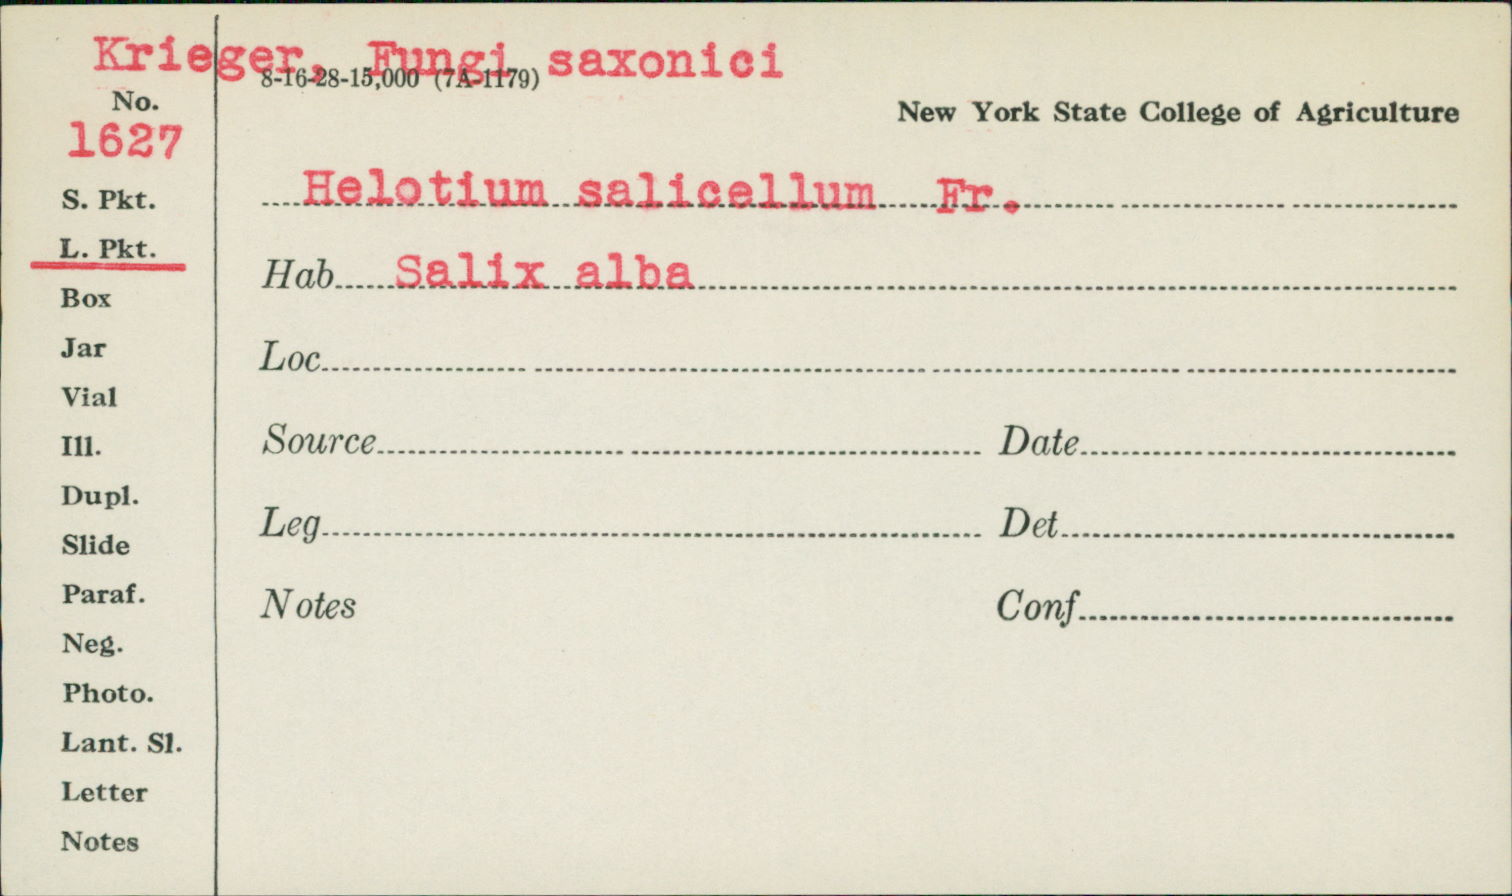 Krieger, Fungi saxonici
8-16-28-15,000 (7A-1179)
No.
New York State College of Agriculture
1627
Helotium salicellum Fr.
S. Pkt.
L. Pkt.
Hab Salix alba
Box
Jar
Loc
Vial
Ill.
Source Date
Dupl.
Slide
Leg Det
Paraf.
Notes Conf
Neg.
Photo.
Lant. Sl.
Letter
Notes